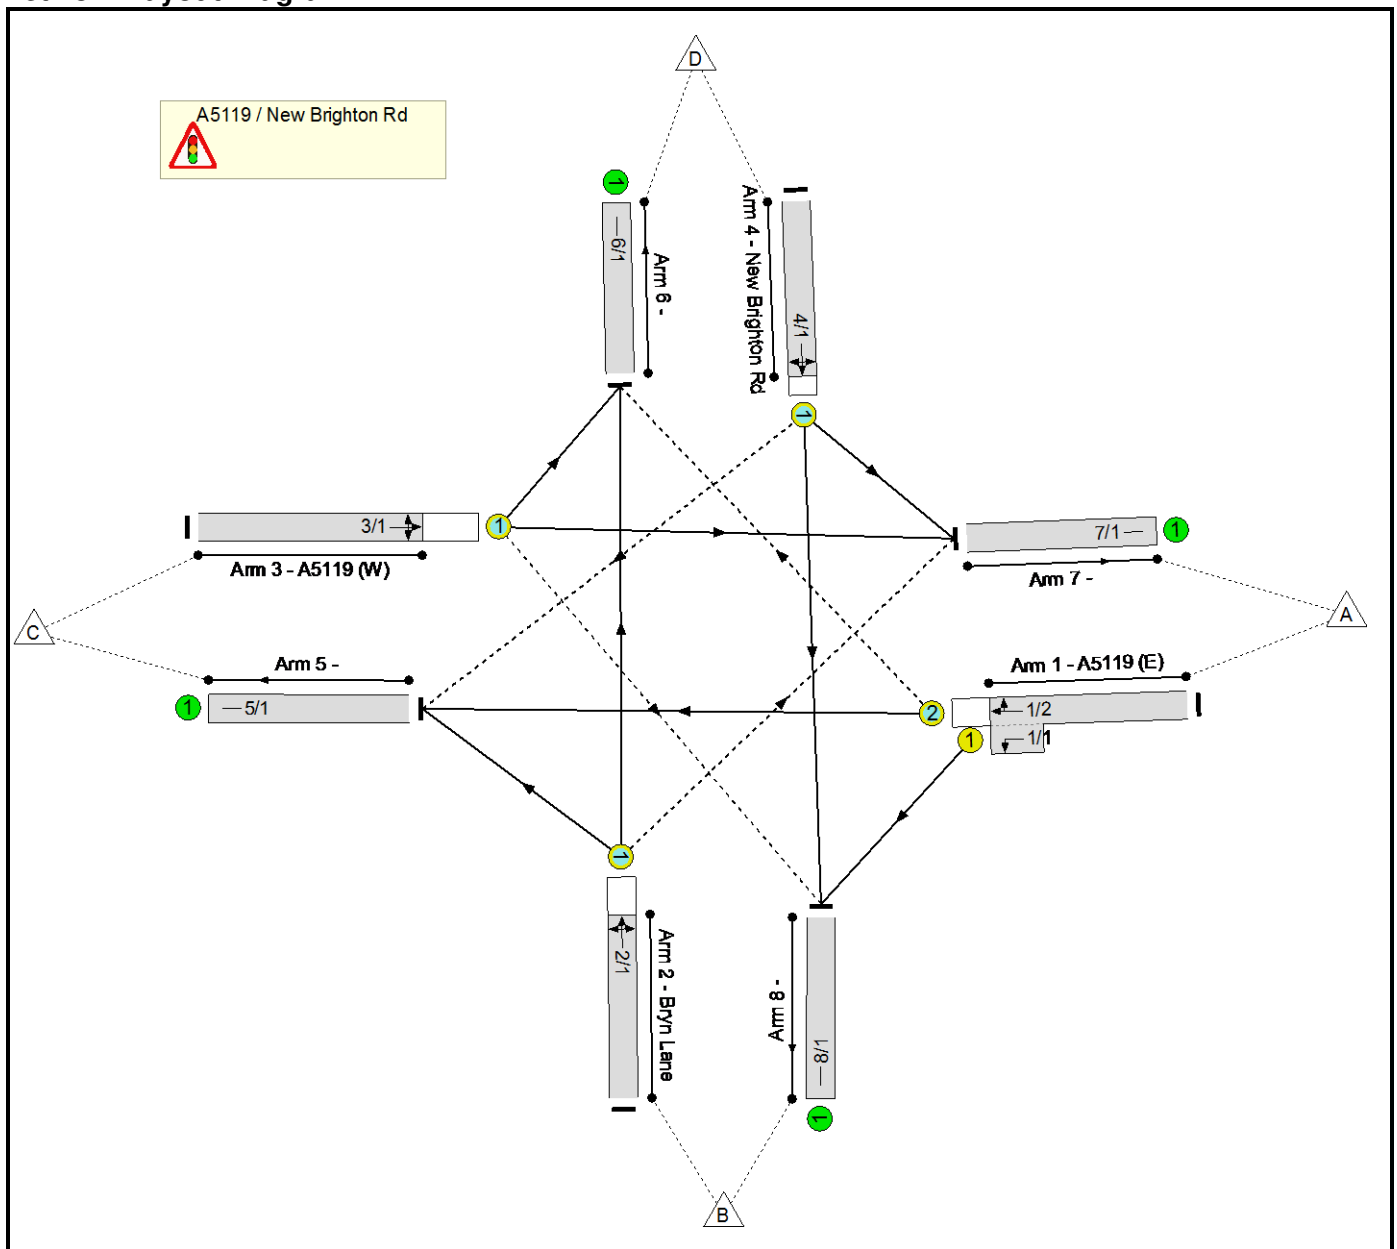 D
A5119 / New Brighton Rd
1
6/1
Arm 6 -
Arm 4 - New Brighton Rd
4/1
1
3/1
1
Arm 3 - A5119 (W)
7/1
1
Arm 7 -
C
A
Arm 5 -
Arm 1 - A5119 (E)
1
5/1
2
1/2
1
1/1
1
2/1
Arm 2 - Bryn Lane
Arm 8 -
8/1
1
B